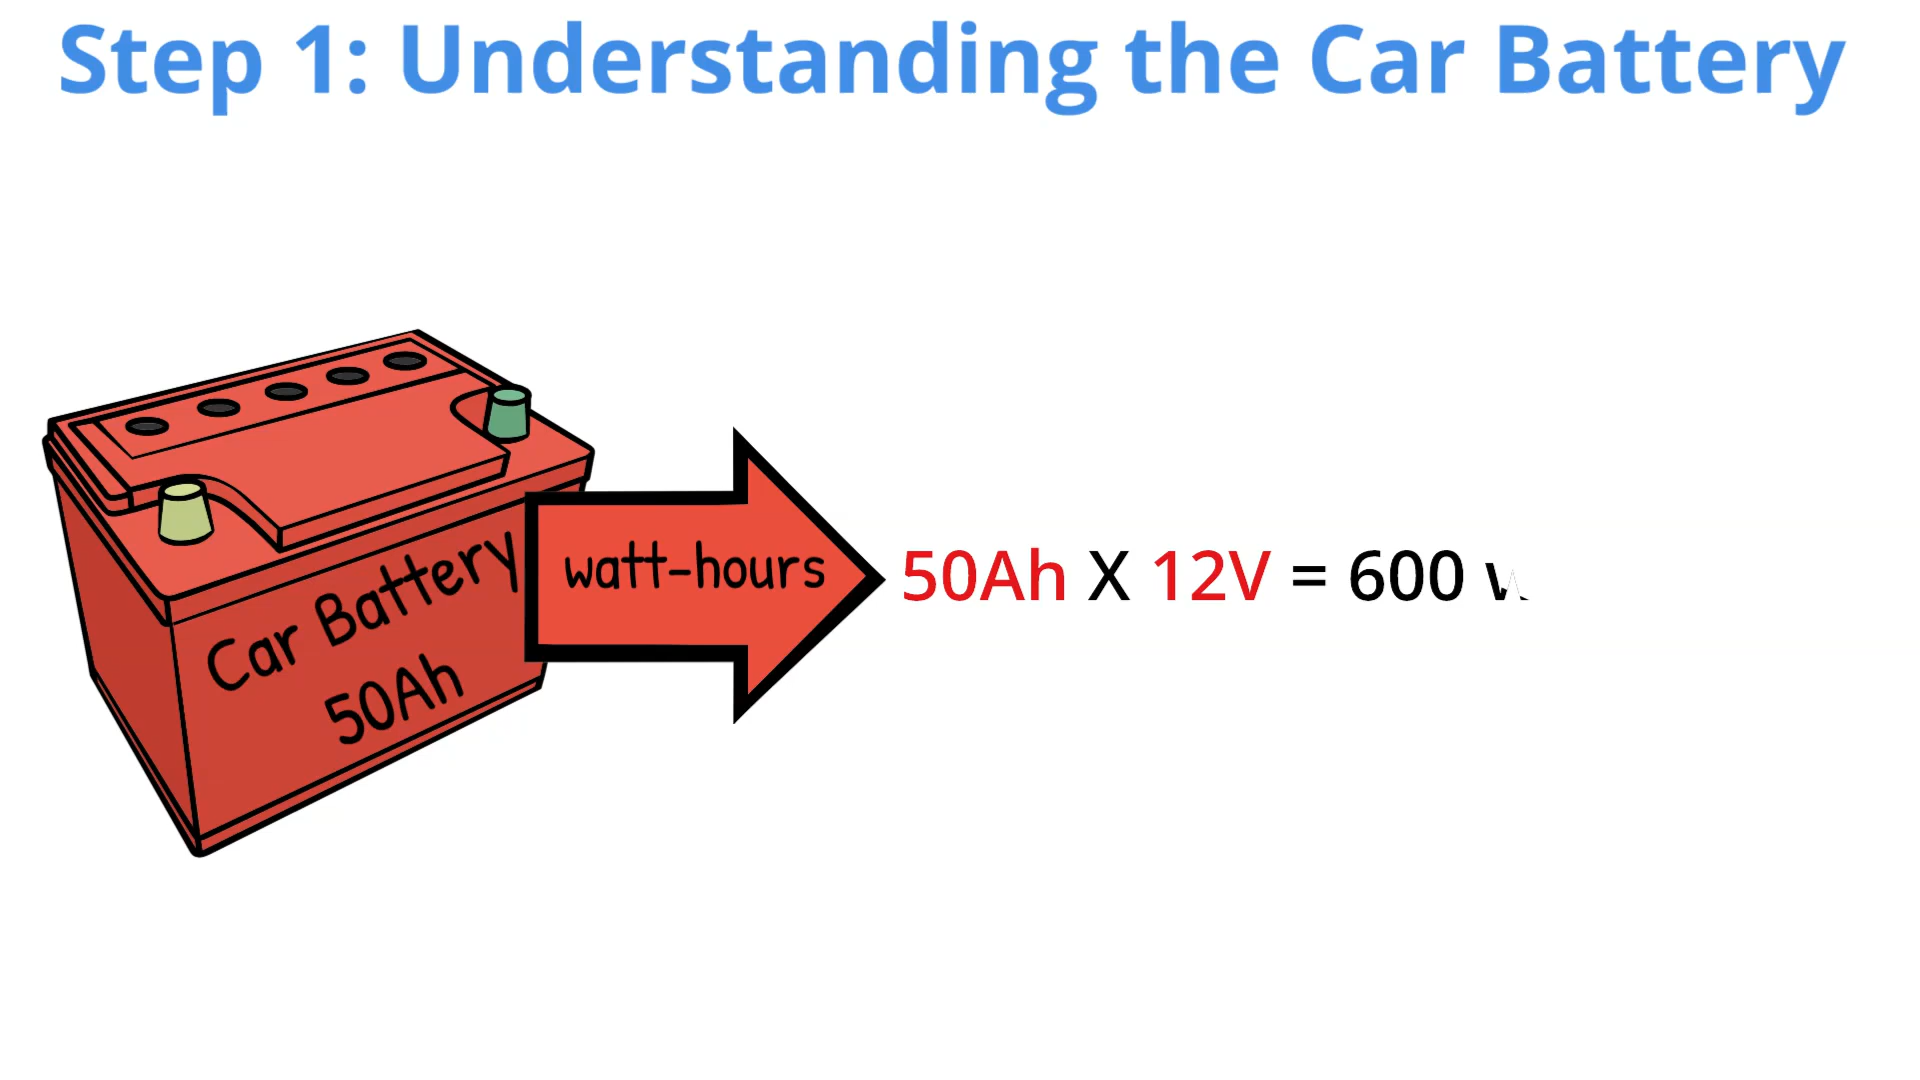 Step 1: Understanding the Car Battery
Car Battery
50Ah
watt-hours
50Ah X 12V = 600